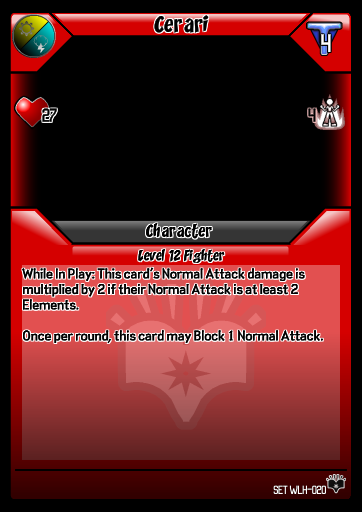 Cerari
4
27
4
Character
Level 12 Fighter
While In Play: This card's Normal Attack damage is
multiplied by 2 if their Normal Attack is at least 2
Elements.
Once per round, this card may Block 1 Normal Attack.
SET WLH-020